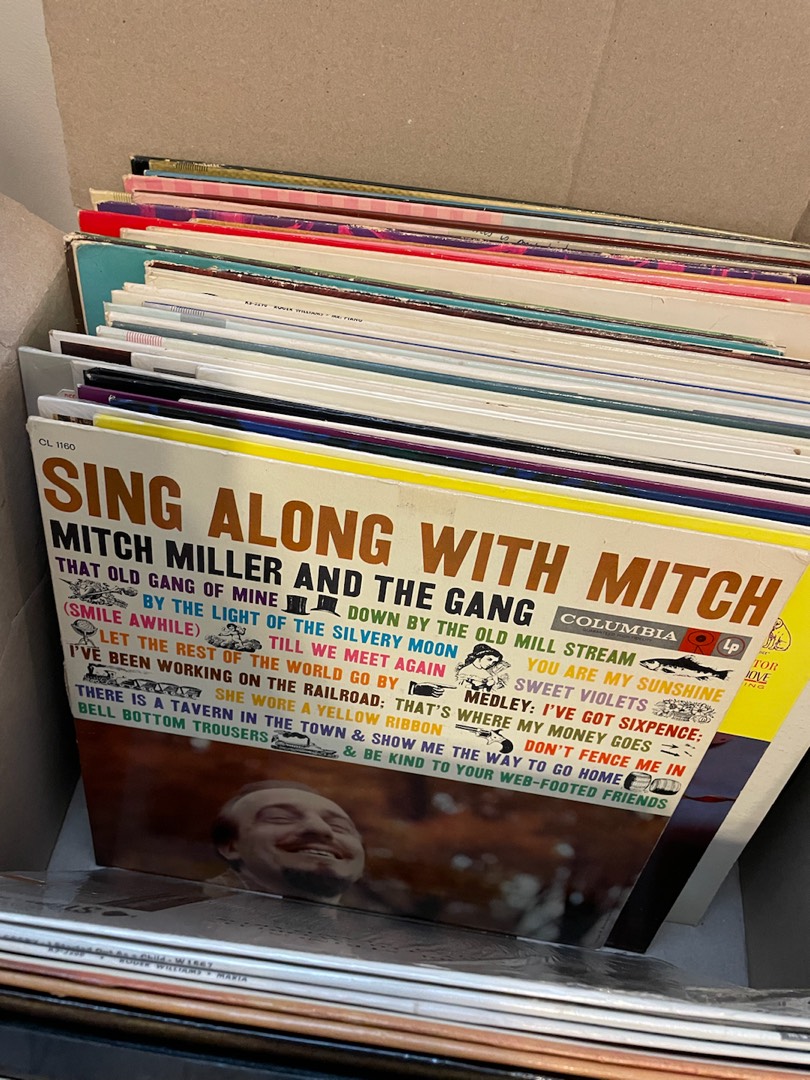 KS-3290 • ROGER WILLIAMS • MR. PIANO
CL 1160
SING ALONG WITH MITCH
MITCH MILLER AND THE GANG
COLUMBIA LP
THAT OLD GANG OF MINE DOWN BY THE OLD MILL STREAM
BY THE LIGHT OF THE SILVERY MOON YOU ARE MY SUNSHINE
(SMILE AWHILE) TILL WE MEET AGAIN SWEET VIOLETS
LET THE REST OF THE WORLD GO BY MEDLEY: I'VE GOT SIXPENCE;
I'VE BEEN WORKING ON THE RAILROAD; THAT'S WHERE MY MONEY GOES
SHE WORE A YELLOW RIBBON DON'T FENCE ME IN
THERE IS A TAVERN IN THE TOWN & SHOW ME THE WAY TO GO HOME
BELL BOTTOM TROUSERS & BE KIND TO YOUR WEB-FOOTED FRIENDS
ROGER WILLIAMS • MARIA